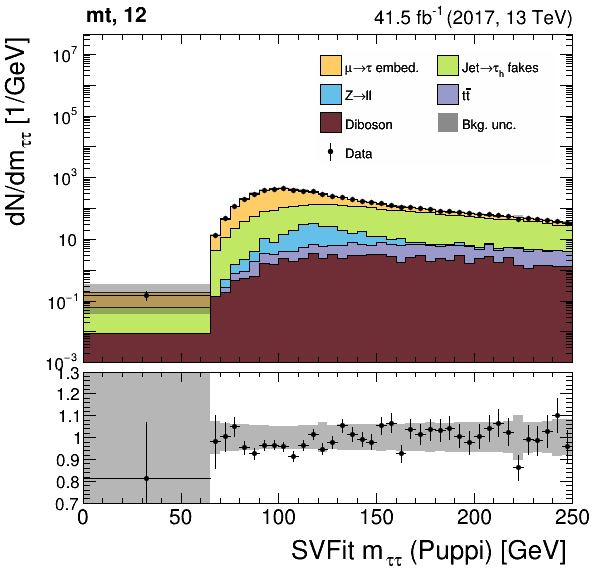 mt, 12
41.5 fb⁻¹ (2017, 13 TeV)
dN/dm_ττ [1/GeV]
10⁷
10⁵
10³
10
10⁻¹
10⁻³
μ→τ embed.
Jet→τ_h fakes
Z→ll
tt̄
Diboson
Bkg. unc.
Data
1.3
1.2
1.1
1
0.9
0.8
0.7
0 50 100 150 200 250
SVFit m_ττ (Puppi) [GeV]